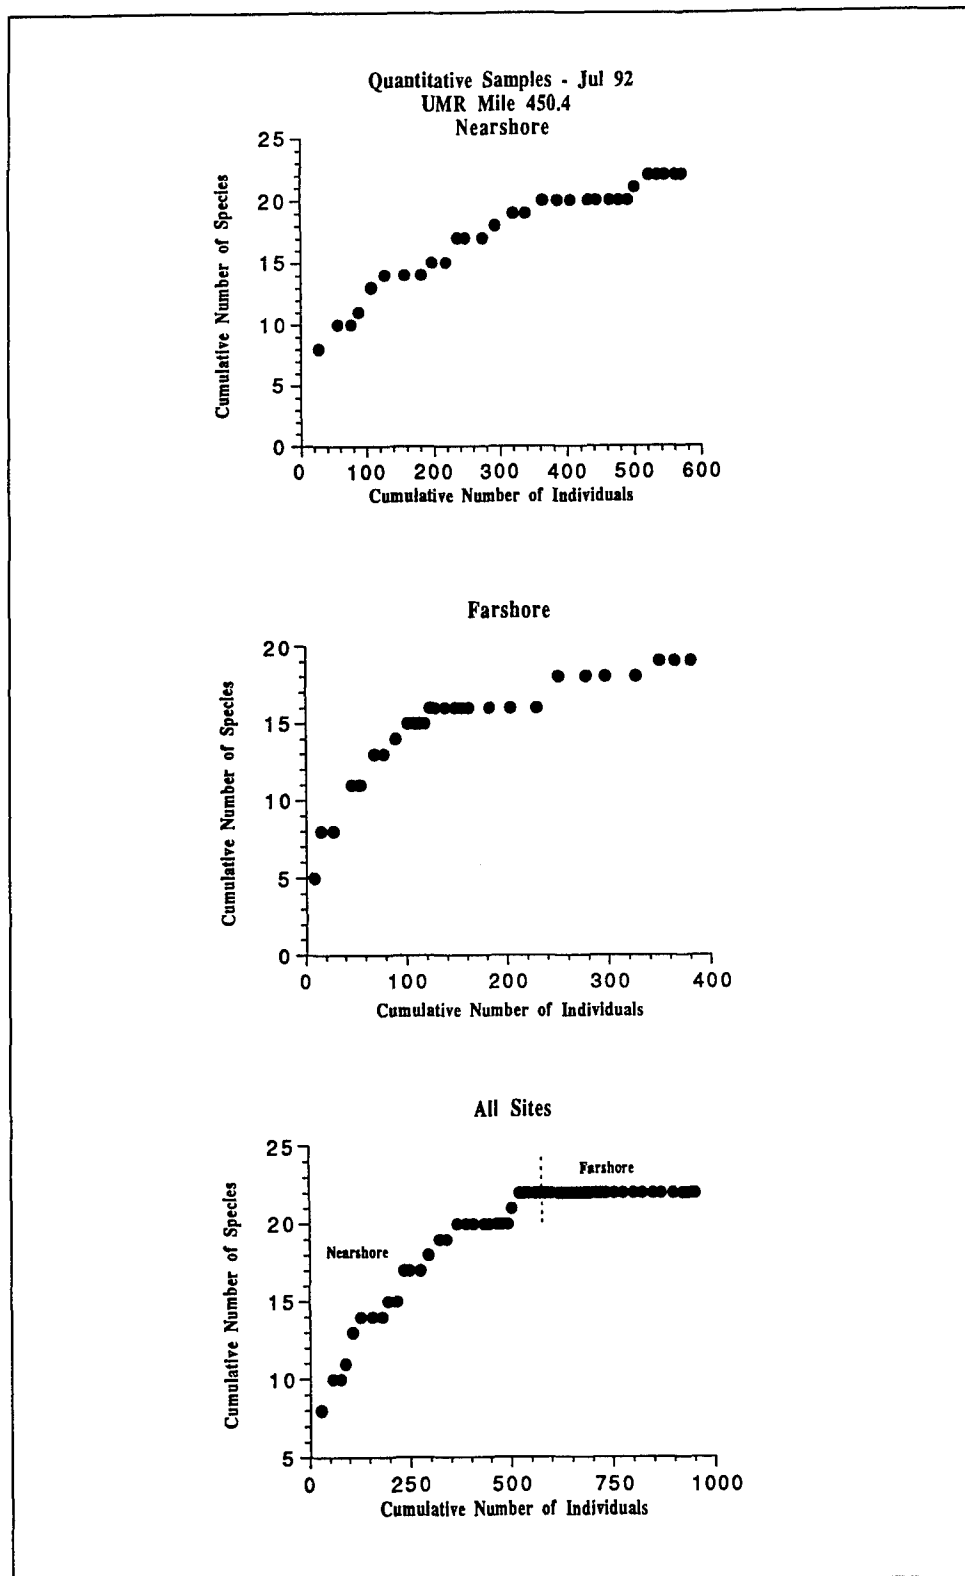 Quantitative Samples - Jul 92
UMR Mile 450.4
Nearshore
25
20
15
10
5
0
Cumulative Number of Species
0 100 200 300 400 500 600
Cumulative Number of Individuals
Farshore
20
15
10
5
0
Cumulative Number of Species
0 100 200 300 400
Cumulative Number of Individuals
All Sites
25
20
15
10
5
Cumulative Number of Species
Nearshore
Farshore
0 250 500 750 1000
Cumulative Number of Individuals